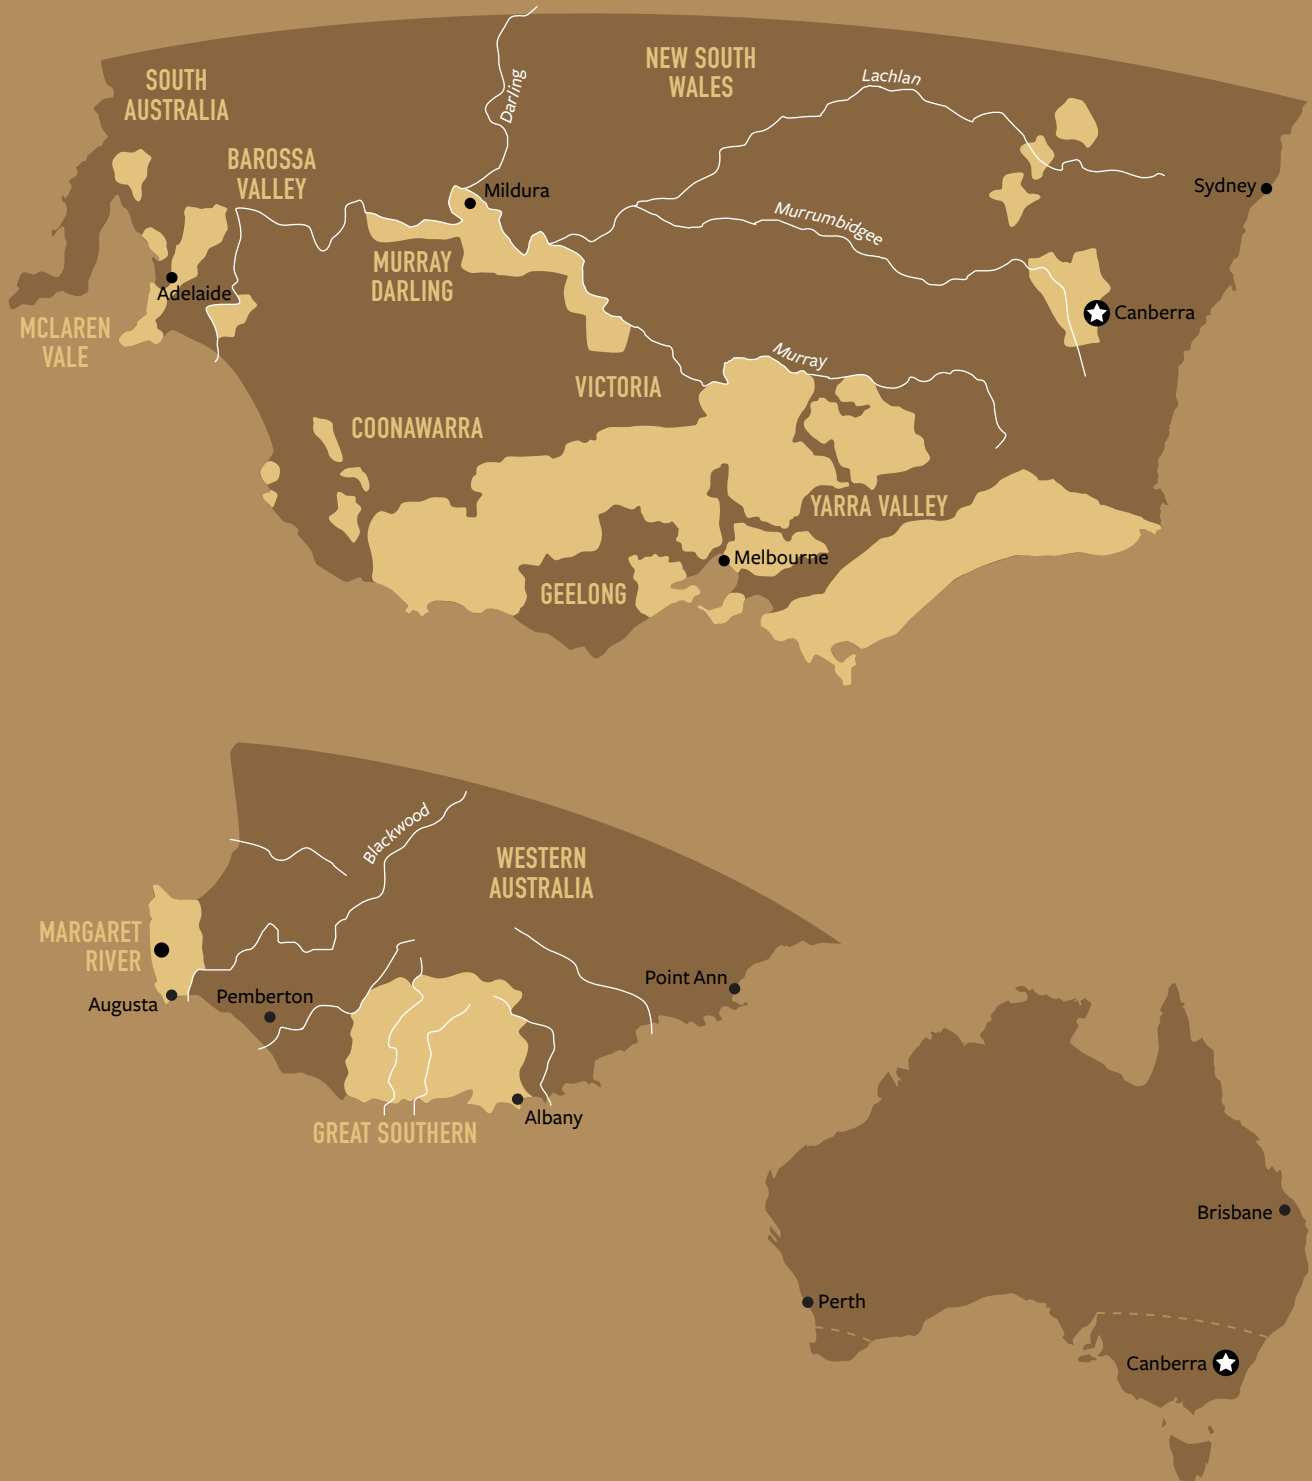 NEW SOUTH
WALES
Lachlan
SOUTH
AUSTRALIA
Darling
BAROSSA
VALLEY
Mildura
Sydney
Murrumbidgee
MURRAY
DARLING
Adelaide
Canberra
MCLAREN
VALE
Murray
VICTORIA
COONAWARRA
YARRA VALLEY
Melbourne
GEELONG
Blackwood
WESTERN
AUSTRALIA
MARGARET
RIVER
Point Ann
Augusta
Pemberton
Albany
GREAT SOUTHERN
Brisbane
Perth
Canberra